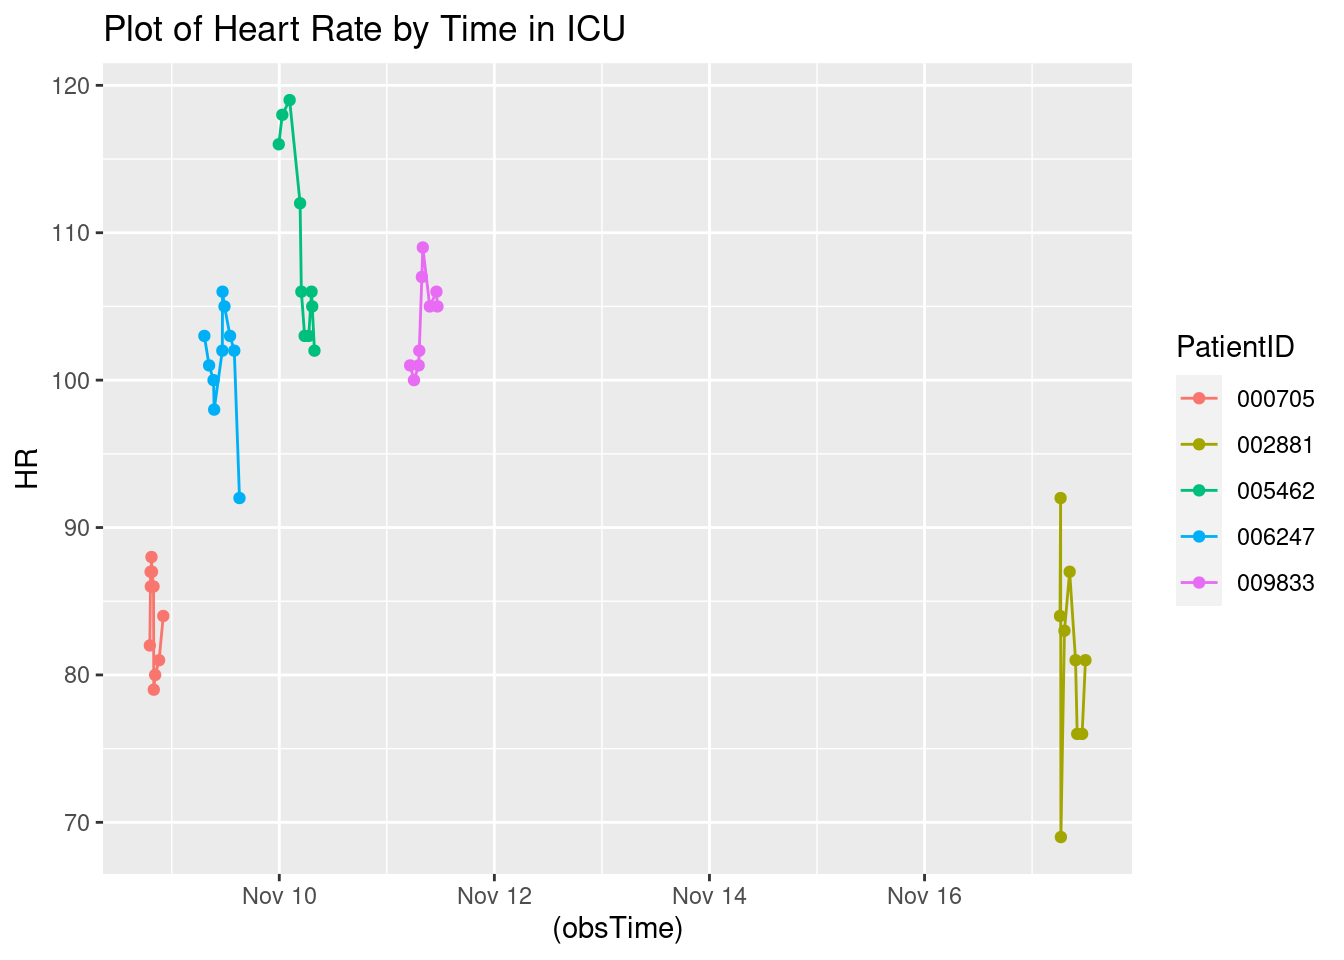 Plot of Heart Rate by Time in ICU
120
110
100
90
80
70
HR
Nov 10 Nov 12 Nov 14 Nov 16
(obsTime)
PatientID
000705
002881
005462
006247
009833